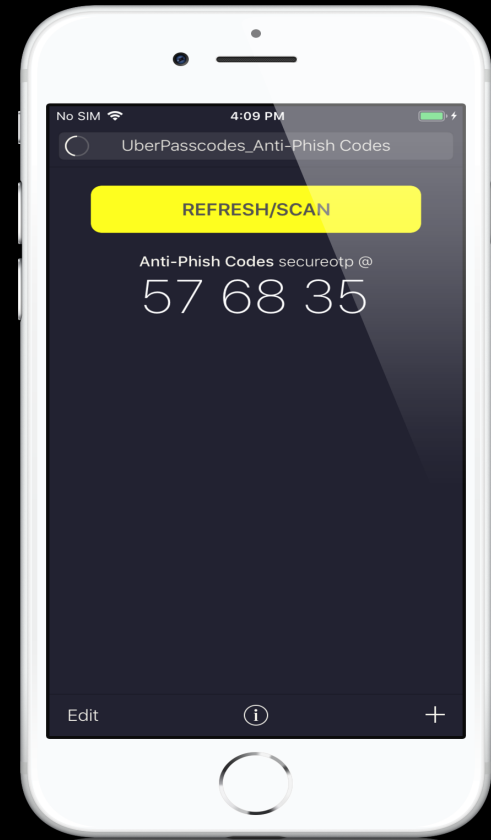 No SIM 4:09 PM
UberPasscodes_Anti-Phish Codes
REFRESH/SCAN
Anti-Phish Codes secureotp @
57 68 35
Edit i +